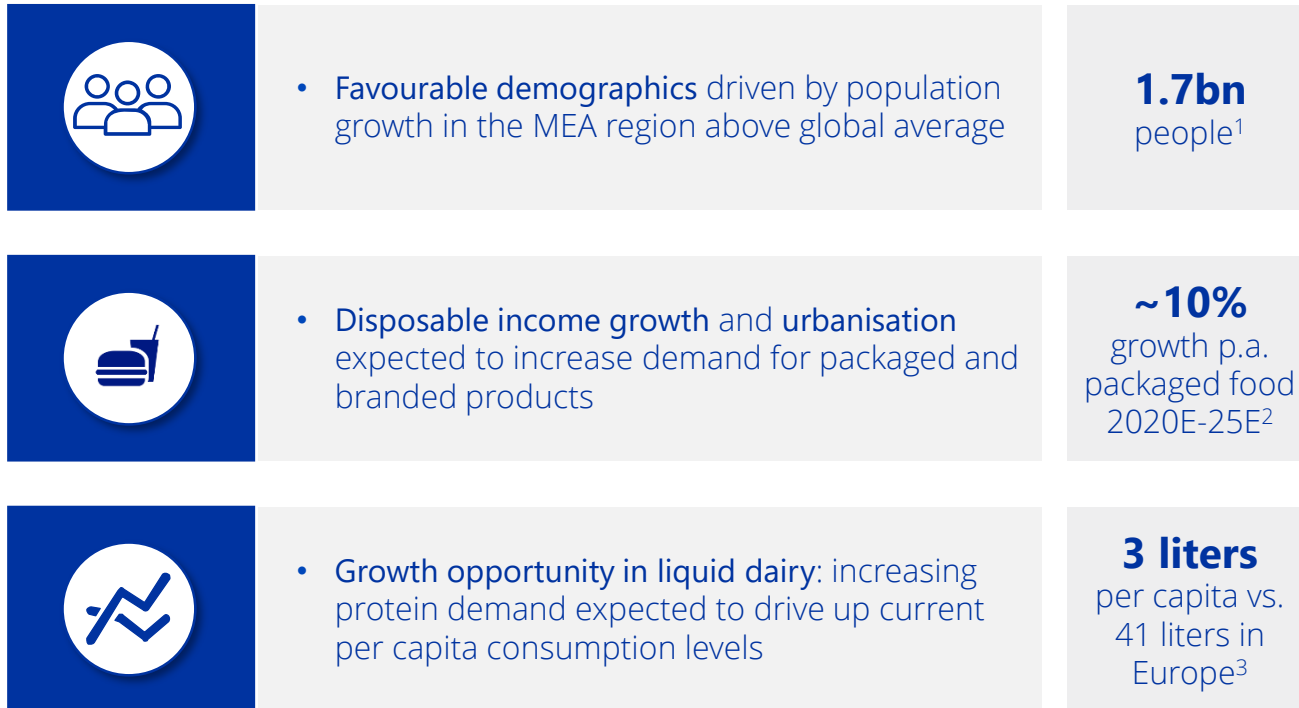 • Favourable demographics driven by population
growth in the MEA region above global average
1.7bn
people¹
• Disposable income growth and urbanisation
expected to increase demand for packaged and
branded products
~10%
growth p.a.
packaged food
2020E-25E²
• Growth opportunity in liquid dairy: increasing
protein demand expected to drive up current
per capita consumption levels
3 liters
per capita vs.
41 liters in
Europe³